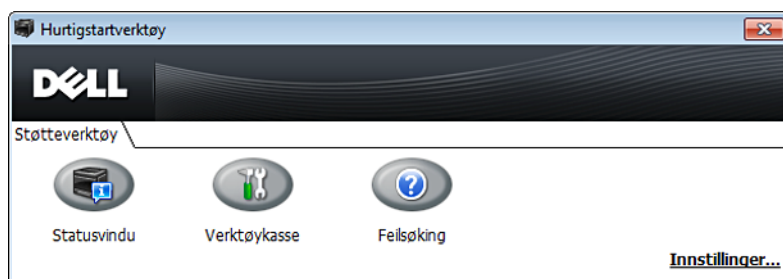 Hurtigstartverktøy
DELL
Støtteverktøy
Statusvindu Verktøykasse Feilsøking
Innstillinger...